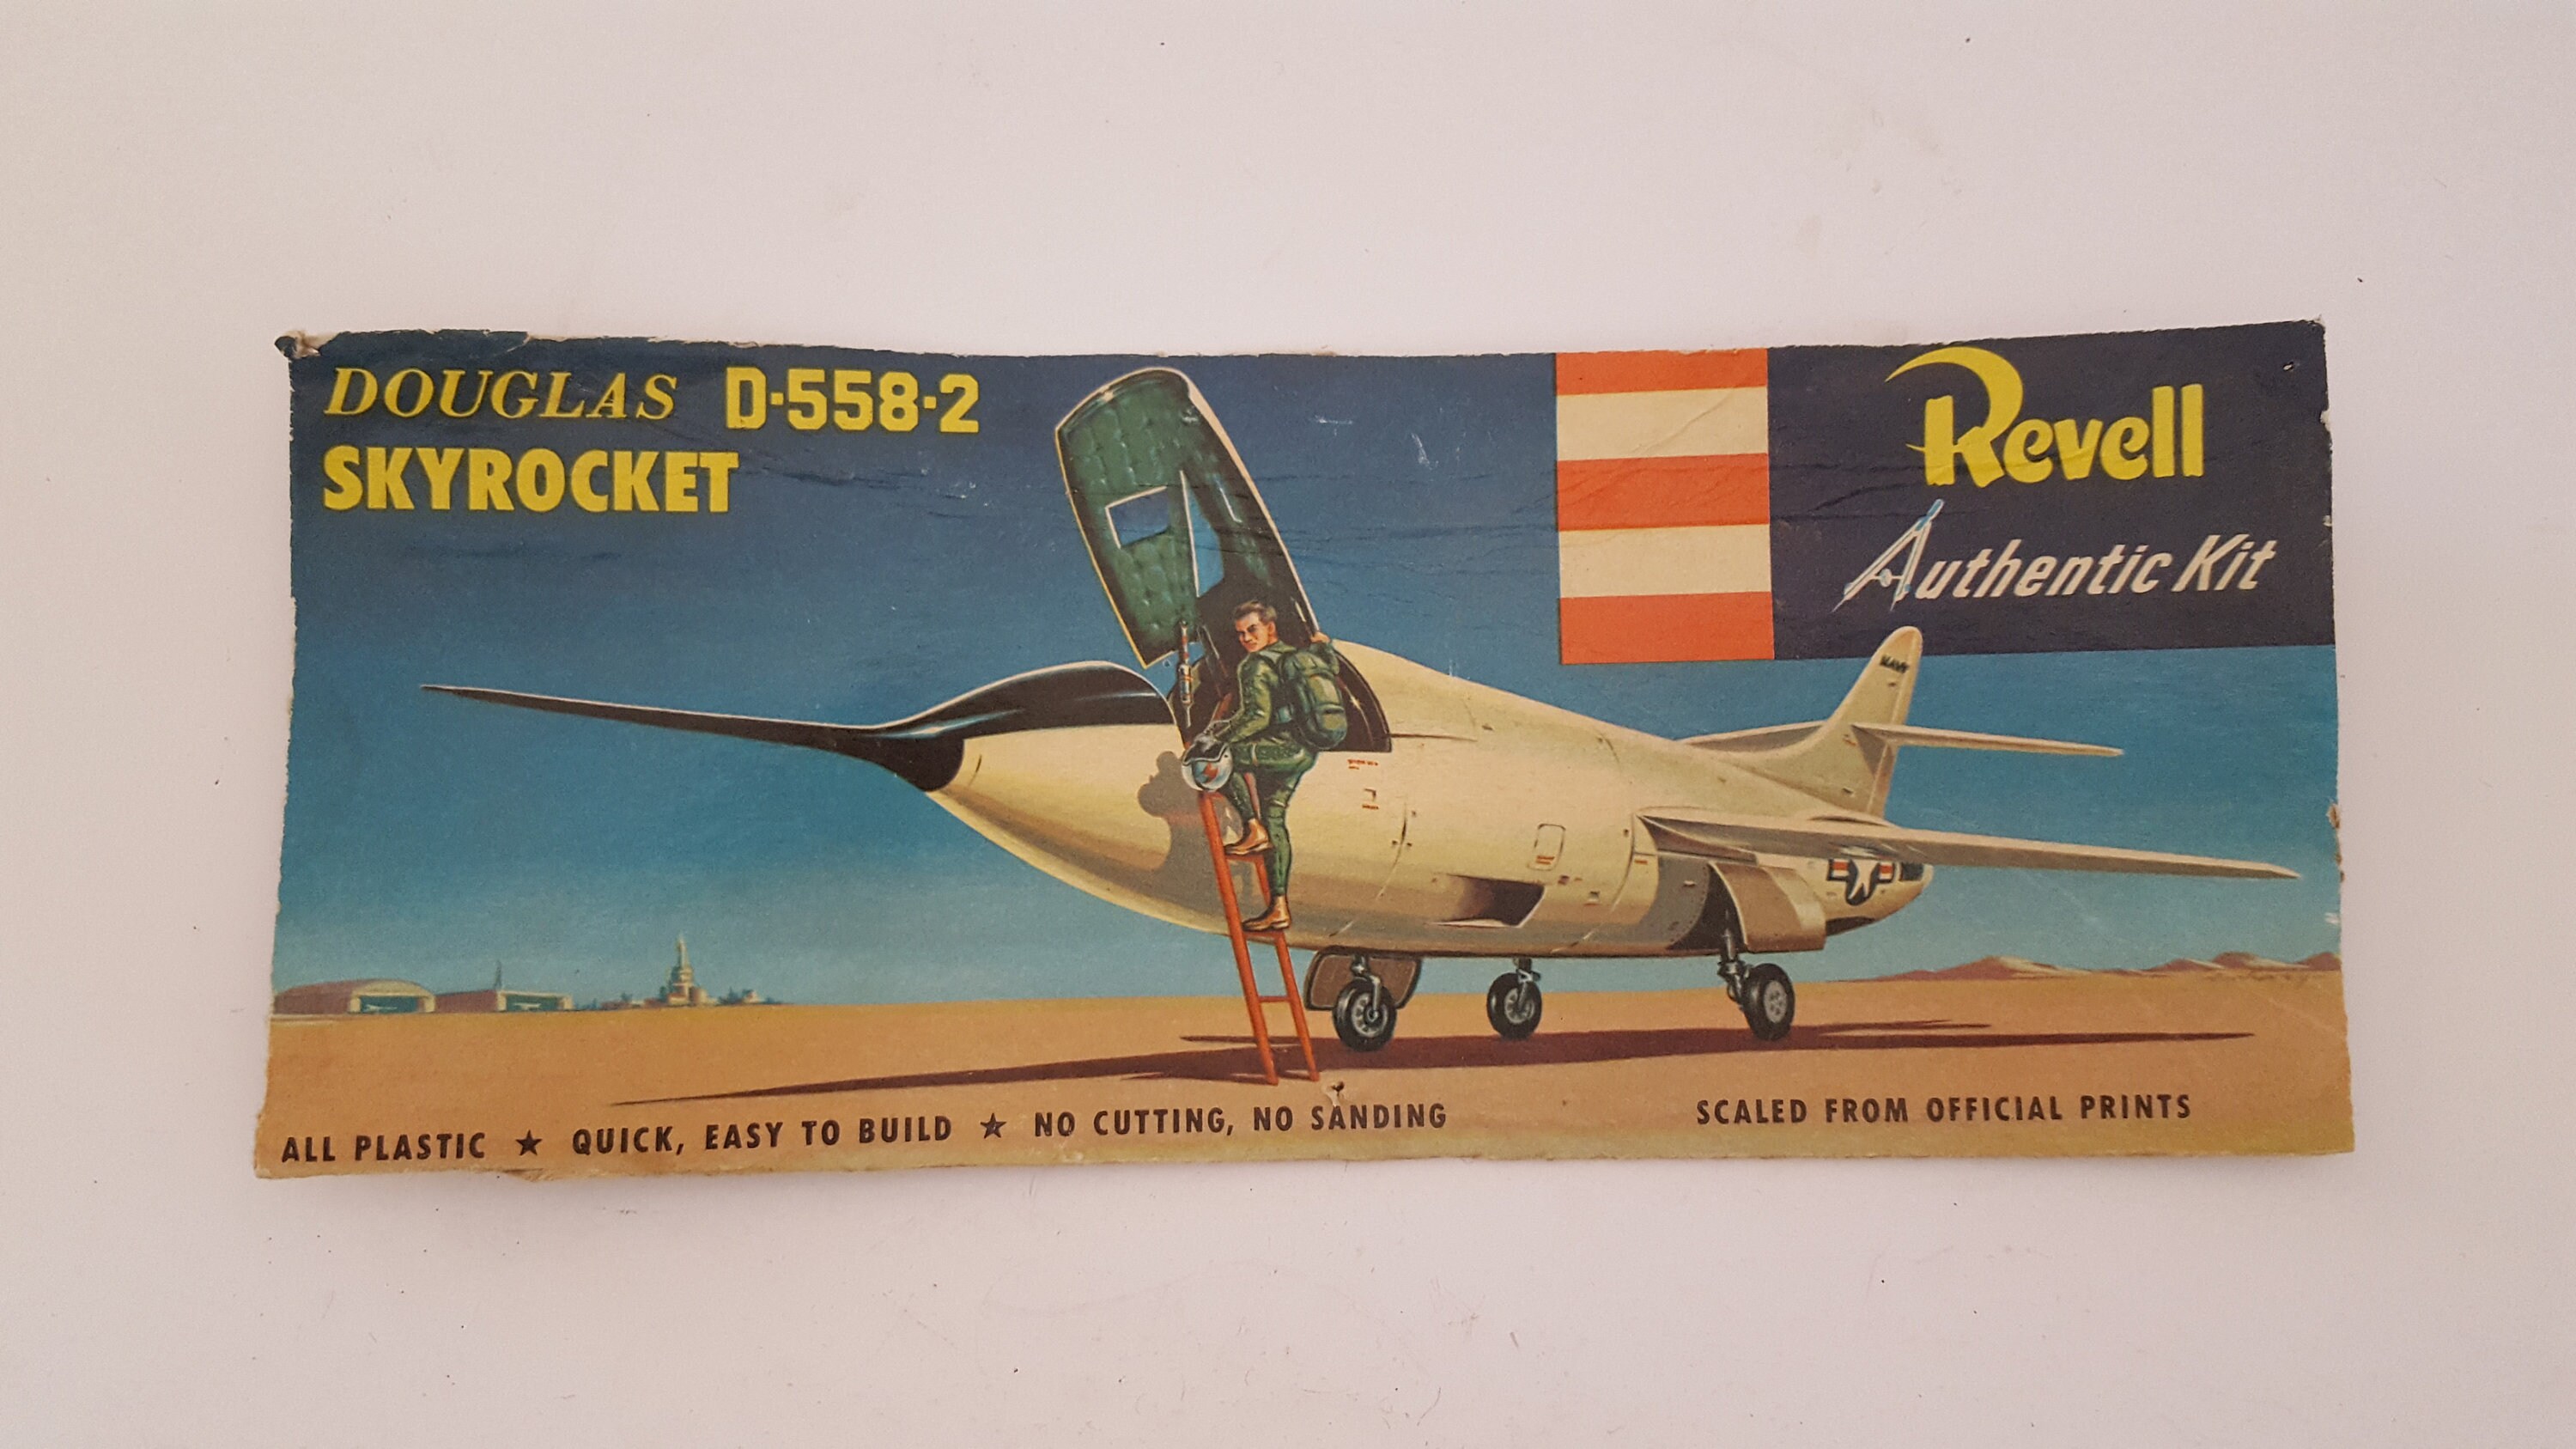 DOUGLAS D-558-2
SKYROCKET
Revell
Authentic Kit
NAVY
ALL PLASTIC ★ QUICK, EASY TO BUILD ★ NO CUTTING, NO SANDING
SCALED FROM OFFICIAL PRINTS